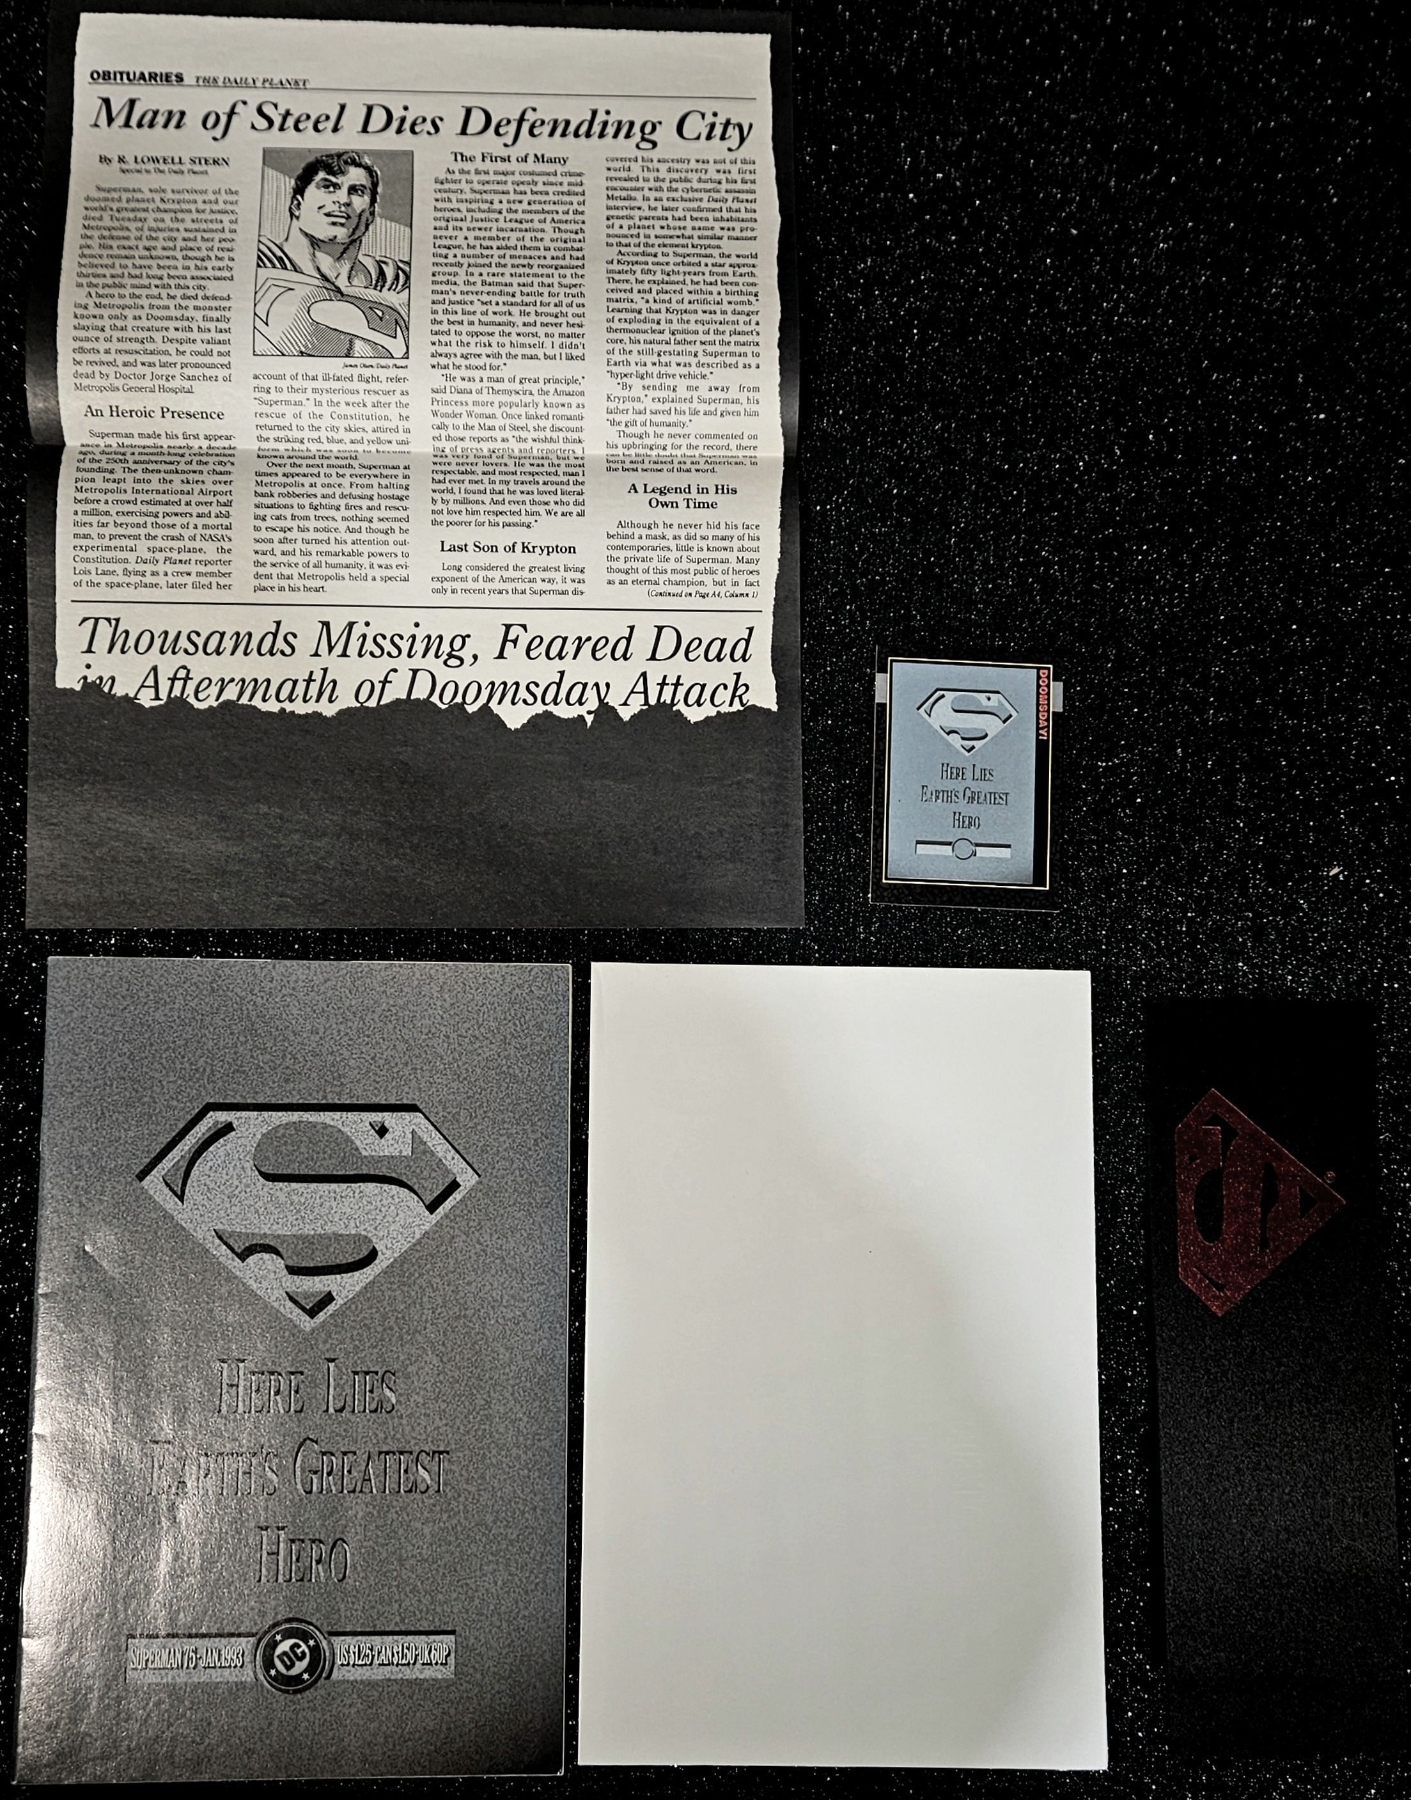 OBITUARIES THE DAILY PLANET
Man of Steel Dies Defending City
By R. LOWELL STERN
Special to The Daily Planet
Superman, sole survivor of the
doomed planet Krypton and our
world's greatest champion for justice,
died Tuesday on the streets of
Metropolis, of injuries sustained in
the defense of the city and her peo-
ple. His exact age and place of resi-
dence remain unknown, though he is
believed to have been in his early
thirties and had long been associated
in the public mind with this city.
A hero to the end, he died defend-
ing Metropolis from the monster
known only as Doomsday, finally
slaying that creature with his last
ounce of strength. Despite valiant
efforts at resuscitation, he could not
be revived, and was later pronounced
dead by Doctor Jorge Sanchez of
Metropolis General Hospital.
An Heroic Presence
Superman made his first appear-
ance in Metropolis nearly a decade
ago, during a month-long celebration
of the 250th anniversary of the city's
founding. The then-unknown cham-
pion leapt into the skies over
Metropolis International Airport
before a crowd estimated at over half
a million, exercising powers and abil-
ities far beyond those of a mortal
man, to prevent the crash of NASA's
experimental space-plane, the
Constitution. Daily Planet reporter
Lois Lane, flying as a crew member
of the space-plane, later filed her
James Olsen/Daily Planet
account of that ill-fated flight, refer-
ring to their mysterious rescuer as
"Superman." In the week after the
rescue of the Constitution, he
returned to the city skies, attired in
the striking red, blue, and yellow uni-
form which was soon to become
known around the world.
Over the next month, Superman at
times appeared to be everywhere in
Metropolis at once. From halting
bank robberies and defusing hostage
situations to fighting fires and rescu-
ing cats from trees, nothing seemed
to escape his notice. And though he
soon after turned his attention out-
ward, and his remarkable powers to
the service of all humanity, it was evi-
dent that Metropolis held a special
place in his heart.
The First of Many
As the first major costumed crime-
fighter to operate openly since mid-
century, Superman has been credited
with inspiring a new generation of
heroes, including the members of the
original Justice League of America
and its newer incarnation. Though
never a member of the original
League, he has aided them in combat-
ing a number of menaces and had
recently joined the newly reorganized
group. In a rare statement to the
media, the Batman said that Super-
man's never-ending battle for truth
and justice "set a standard for all of us
in this line of work. He brought out
the best in humanity, and never hesi-
tated to oppose the worst, no matter
what the risk to himself. I didn't
always agree with the man, but I liked
what he stood for."
"He was a man of great principle,"
said Diana of Themyscira, the Amazon
Princess more popularly known as
Wonder Woman. Once linked romanti-
cally to the Man of Steel, she discount-
ed those reports as "the wishful think-
ing of press agents and reporters. I
was very fond of Superman, but we
were never lovers. He was the most
respectable, and most respected, man I
had ever met. In my travels around the
world, I found that he was loved literal-
ly by millions. And even those who did
not love him respected him. We are all
the poorer for his passing."
Last Son of Krypton
Long considered the greatest living
exponent of the American way, it was
only in recent years that Superman dis-
covered his ancestry was not of this
world. This discovery was first
revealed to the public during his first
encounter with the cybernetic assassin
Metallo. In an exclusive Daily Planet
interview, he later confirmed that his
genetic parents had been inhabitants
of a planet whose name was pro-
nounced in somewhat similar manner
to that of the element krypton.
According to Superman, the world
of Krypton once orbited a star approx-
imately fifty light-years from Earth.
There, he explained, he had been con-
ceived and placed within a birthing
matrix, "a kind of artificial womb."
Learning that Krypton was in danger
of exploding in the equivalent of a
thermonuclear ignition of the planet's
core, his natural father sent the matrix
of the still-gestating Superman to
Earth via what was described as a
"hyper-light drive vehicle."
"By sending me away from
Krypton," explained Superman, his
father had saved his life and given him
"the gift of humanity."
Though he never commented on
his upbringing for the record, there
can be little doubt that Superman was
born and raised as an American, in
the best sense of that word.
A Legend in His
Own Time
Although he never hid his face
behind a mask, as did so many of his
contemporaries, little is known about
the private life of Superman. Many
thought of this most public of heroes
as an eternal champion, but in fact
(Continued on Page A4, Column 1)
Thousands Missing, Feared Dead
in Aftermath of Doomsday Attack
DOOMSDAY!
HERE LIES
EARTH'S GREATEST
HERO
HERE LIES
EARTH'S GREATEST
HERO
SUPERMAN 75·JAN.1993 DC US$1.25·CAN$1.50·UK60P